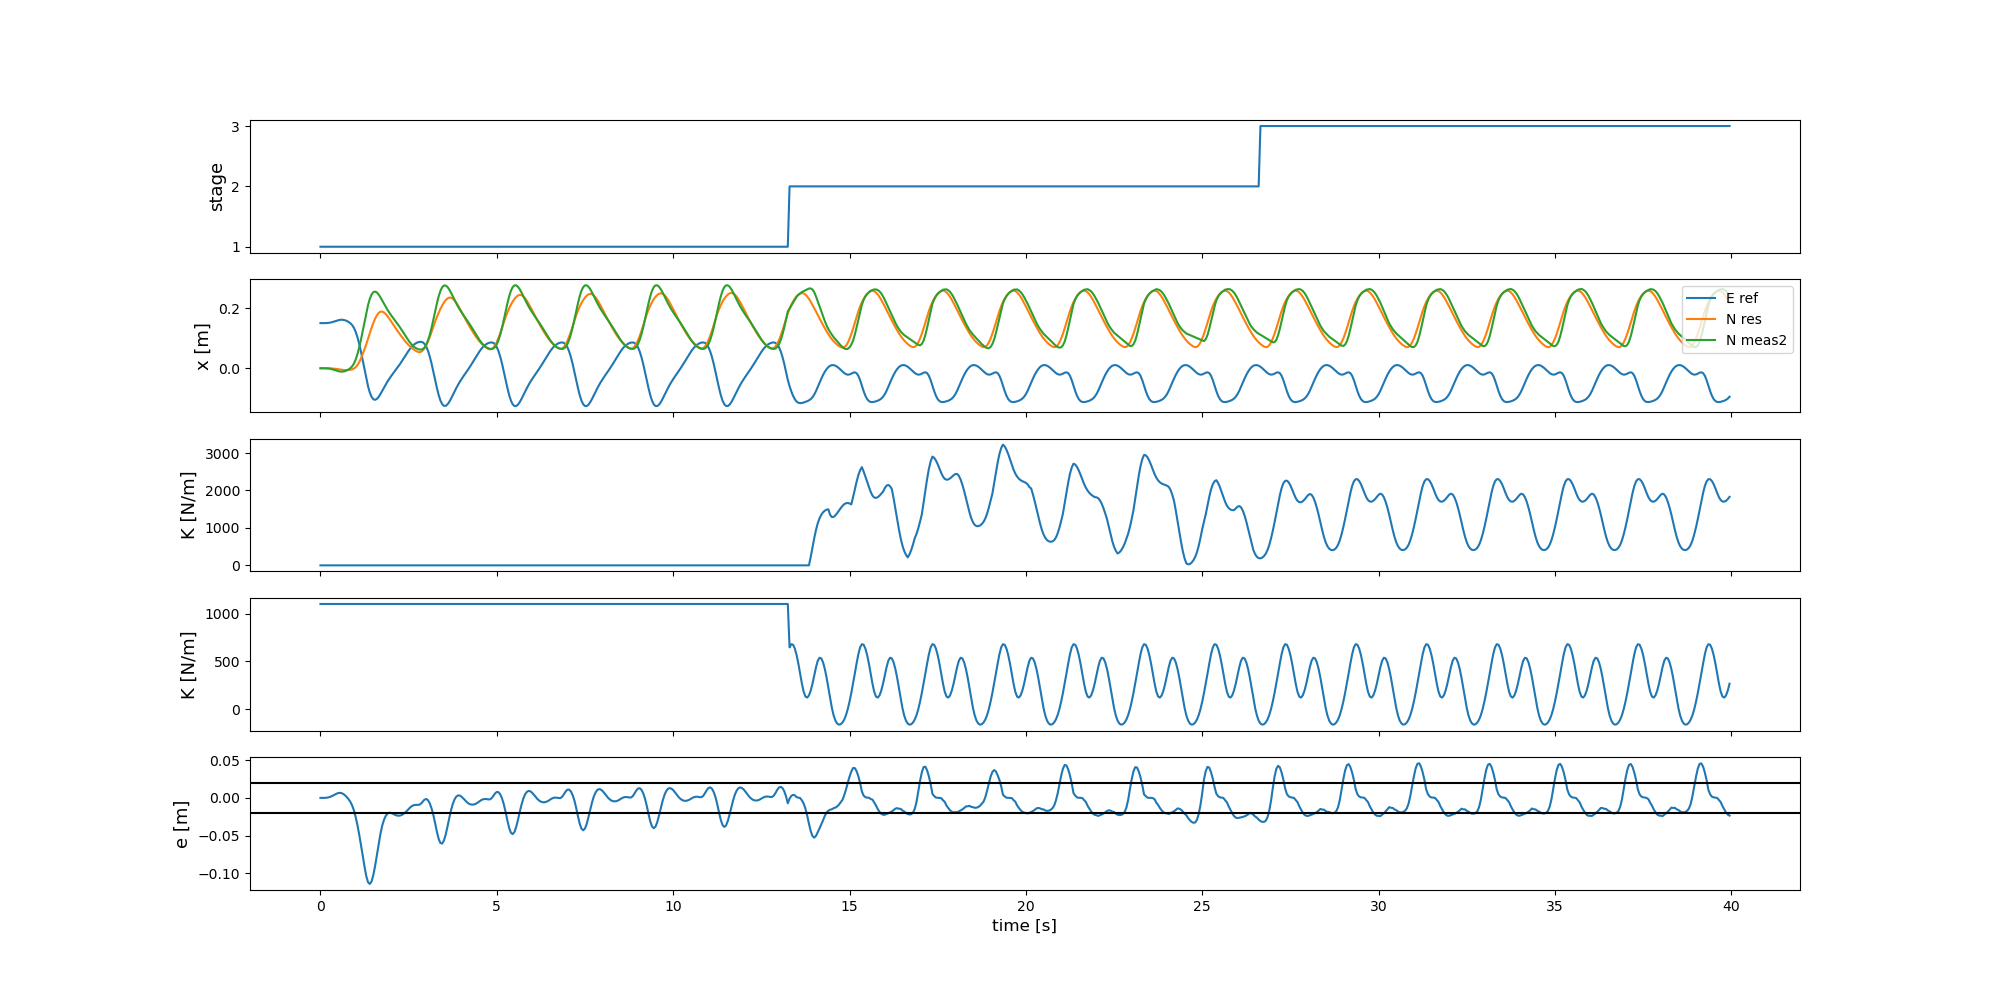 3
2
1
stage
0.2
0.0
x [m]
E ref
N res
N meas2
3000
2000
1000
0
K [N/m]
1000
500
0
K [N/m]
0.05
0.00
−0.05
−0.10
e [m]
0 5 10 15 20 25 30 35 40
time [s]